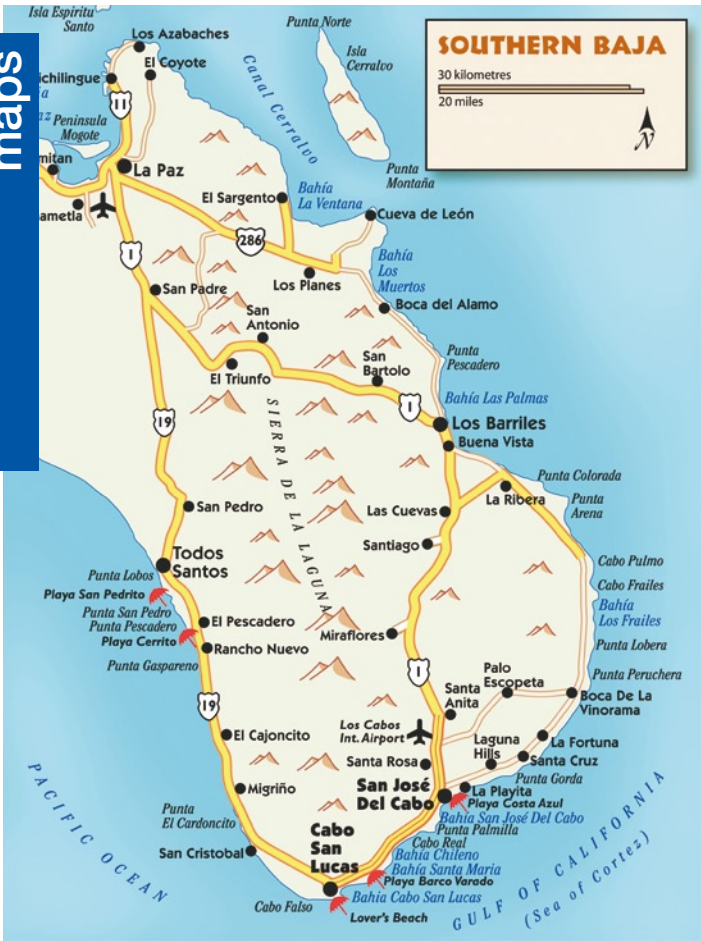 maps
SOUTHERN BAJA
30 kilometres
20 miles
N
Isla Espiritu
Santo
Los Azabaches
El Coyote
ichilingue
Punta Norte
Isla
Cerralvo
Canal Cerralvo
11
Peninsula
Mogote
mitan
La Paz
ametla
Punta
Montaña
El Sargento
Bahía
La Ventana
Cueva de León
286
1
Bahía
Los
Muertos
Los Planes
San Padre
Boca del Alamo
San
Antonio
Punta
Pescadero
San
Bartolo
El Triunfo
Bahía Las Palmas
1
19
Los Barriles
Buena Vista
SIERRA DE LA LAGUNA
Punta Colorada
La Ribera
Punta
Arena
San Pedro
Las Cuevas
Santiago
Todos
Santos
Punta Lobos
Playa San Pedrito
Cabo Pulmo
Cabo Frailes
Bahía
Los Frailes
Punta San Pedro
Punta Pescadero
Playa Cerrito
El Pescadero
Rancho Nuevo
Miraflores
Punta Lobera
Punta Gaspareno
1
Palo
Escopeta
Punta Peruchera
Santa
Anita
Boca De La
Vinorama
19
Los Cabos
Int. Airport
El Cajoncito
Laguna
Hills
La Fortuna
Santa Cruz
Santa Rosa
Punta Gorda
San José
Del Cabo
La Playita
Playa Costa Azul
Bahía San José Del Cabo
Migriño
Punta
El Cardoncito
Punta Palmilla
Cabo Real
Bahía Chileno
Bahía Santa Maria
Playa Barco Varado
Cabo
San
Lucas
San Cristobal
Bahia Cabo San Lucas
Cabo Falso
Lover's Beach
PACIFIC OCEAN
GULF OF CALIFORNIA
(Sea of Cortez)